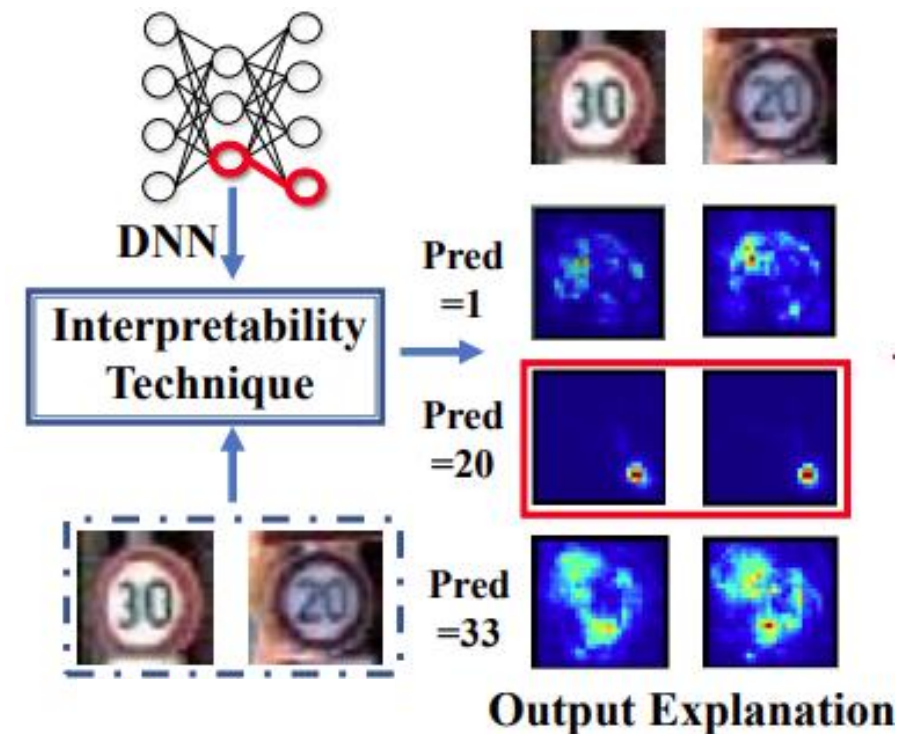 30
20
DNN
Pred
=1
Interpretability
Technique
Pred
=20
30
20
Pred
=33
Output Explanation